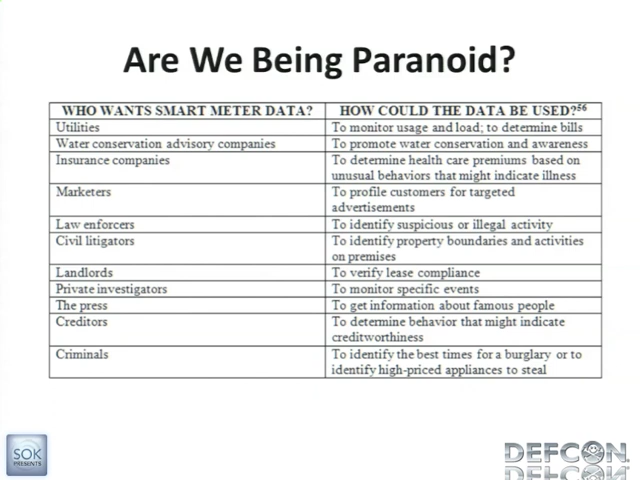 Are We Being Paranoid?
WHO WANTS SMART METER DATA? HOW COULD THE DATA BE USED?56
Utilities To monitor usage and load; to determine bills
Water conservation advisory companies To promote water conservation and awareness
Insurance companies To determine health care premiums based on
unusual behaviors that might indicate illness
Marketers To profile customers for targeted
advertisements
Law enforcers To identify suspicious or illegal activity
Civil litigators To identify property boundaries and activities
on premises
Landlords To verify lease compliance
Private investigators To monitor specific events
The press To get information about famous people
Creditors To determine behavior that might indicate
creditworthiness
Criminals To identify the best times for a burglary or to
identify high-priced appliances to steal
SOK
PRESENTS
DEFCON